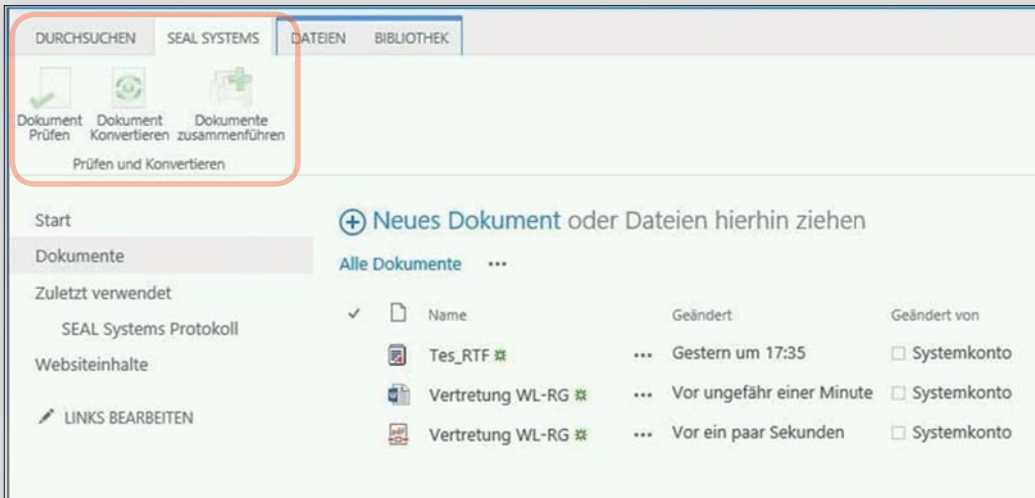 DURCHSUCHEN SEAL SYSTEMS DATEIEN BIBLIOTHEK
Dokument Dokument Dokumente
Prüfen Konvertieren zusammenführen
Prüfen und Konvertieren
Start
Dokumente
Zuletzt verwendet
SEAL Systems Protokoll
Websiteinhalte
LINKS BEARBEITEN
Neues Dokument oder Dateien hierhin ziehen
Alle Dokumente •••
Name Geändert Geändert von
Tes_RTF ••• Gestern um 17:35 Systemkonto
Vertretung WL-RG ••• Vor ungefähr einer Minute Systemkonto
Vertretung WL-RG ••• Vor ein paar Sekunden Systemkonto